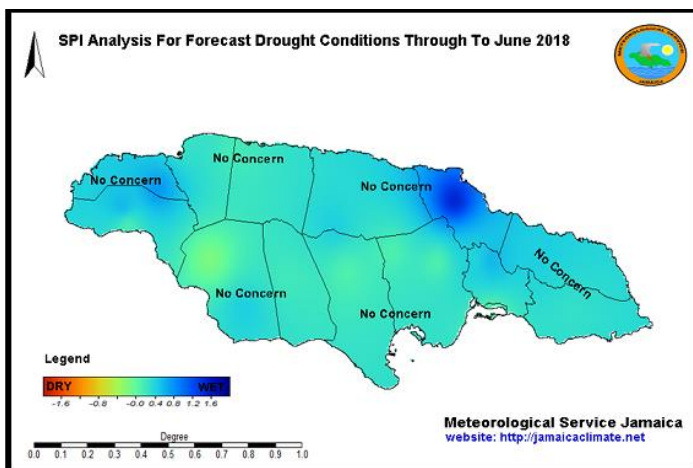 SPI Analysis For Forecast Drought Conditions Through To June 2018
METEOROLOGICAL SERVICE
JAMAICA
No Concern
No Concern
No Concern
No Concern
No Concern
No Concern
Legend
DRY WET
-1.6 -0.8 -0.0 0.4 0.8 1.2 1.6
Degree
0.0 0.1 0.2 0.3 0.4 0.5 0.6 0.7 0.8 0.9 1.0
Meteorological Service Jamaica
website: http://jamaicaclimate.net